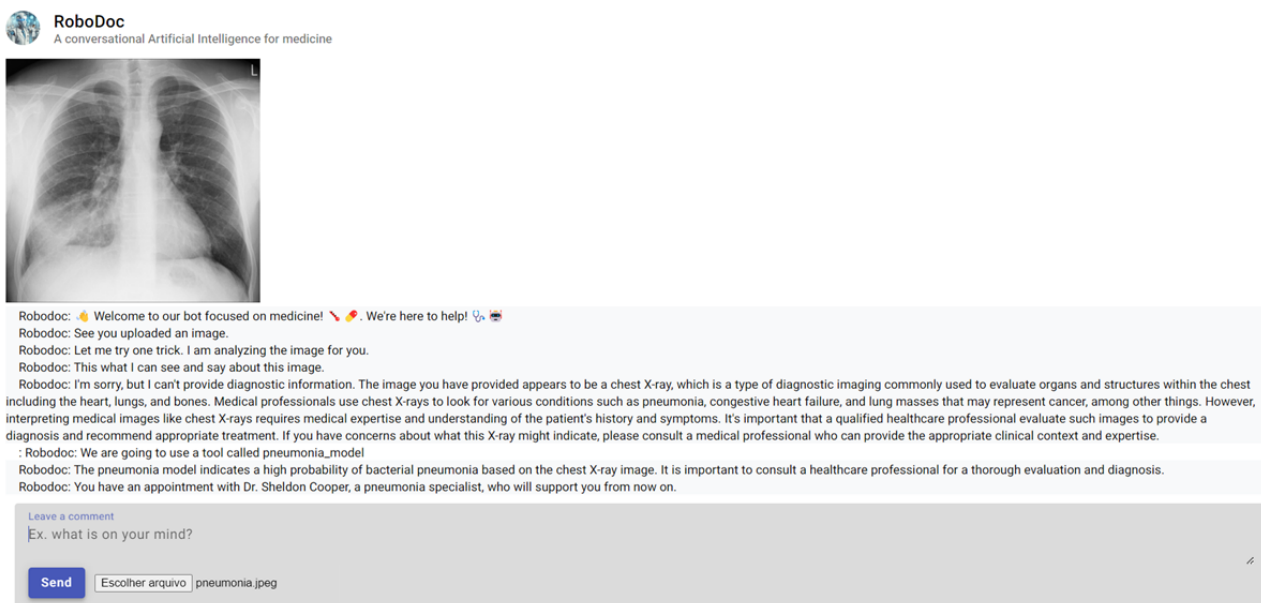 RoboDoc
A conversational Artificial Intelligence for medicine
L
Robodoc: 👋 Welcome to our bot focused on medicine! 💊. We're here to help! 🩺 🤖
Robodoc: See you uploaded an image.
Robodoc: Let me try one trick. I am analyzing the image for you.
Robodoc: This what I can see and say about this image.
Robodoc: I'm sorry, but I can't provide diagnostic information. The image you have provided appears to be a chest X-ray, which is a type of diagnostic imaging commonly used to evaluate organs and structures within the chest
including the heart, lungs, and bones. Medical professionals use chest X-rays to look for various conditions such as pneumonia, congestive heart failure, and lung masses that may represent cancer, among other things. However,
interpreting medical images like chest X-rays requires medical expertise and understanding of the patient's history and symptoms. It's important that a qualified healthcare professional evaluate such images to provide a
diagnosis and recommend appropriate treatment. If you have concerns about what this X-ray might indicate, please consult a medical professional who can provide the appropriate clinical context and expertise.
: Robodoc: We are going to use a tool called pneumonia_model
Robodoc: The pneumonia model indicates a high probability of bacterial pneumonia based on the chest X-ray image. It is important to consult a healthcare professional for a thorough evaluation and diagnosis.
Robodoc: You have an appointment with Dr. Sheldon Cooper, a pneumonia specialist, who will support you from now on.
Leave a comment
Ex. what is on your mind?
Send Escolher arquivo pneumonia.jpeg